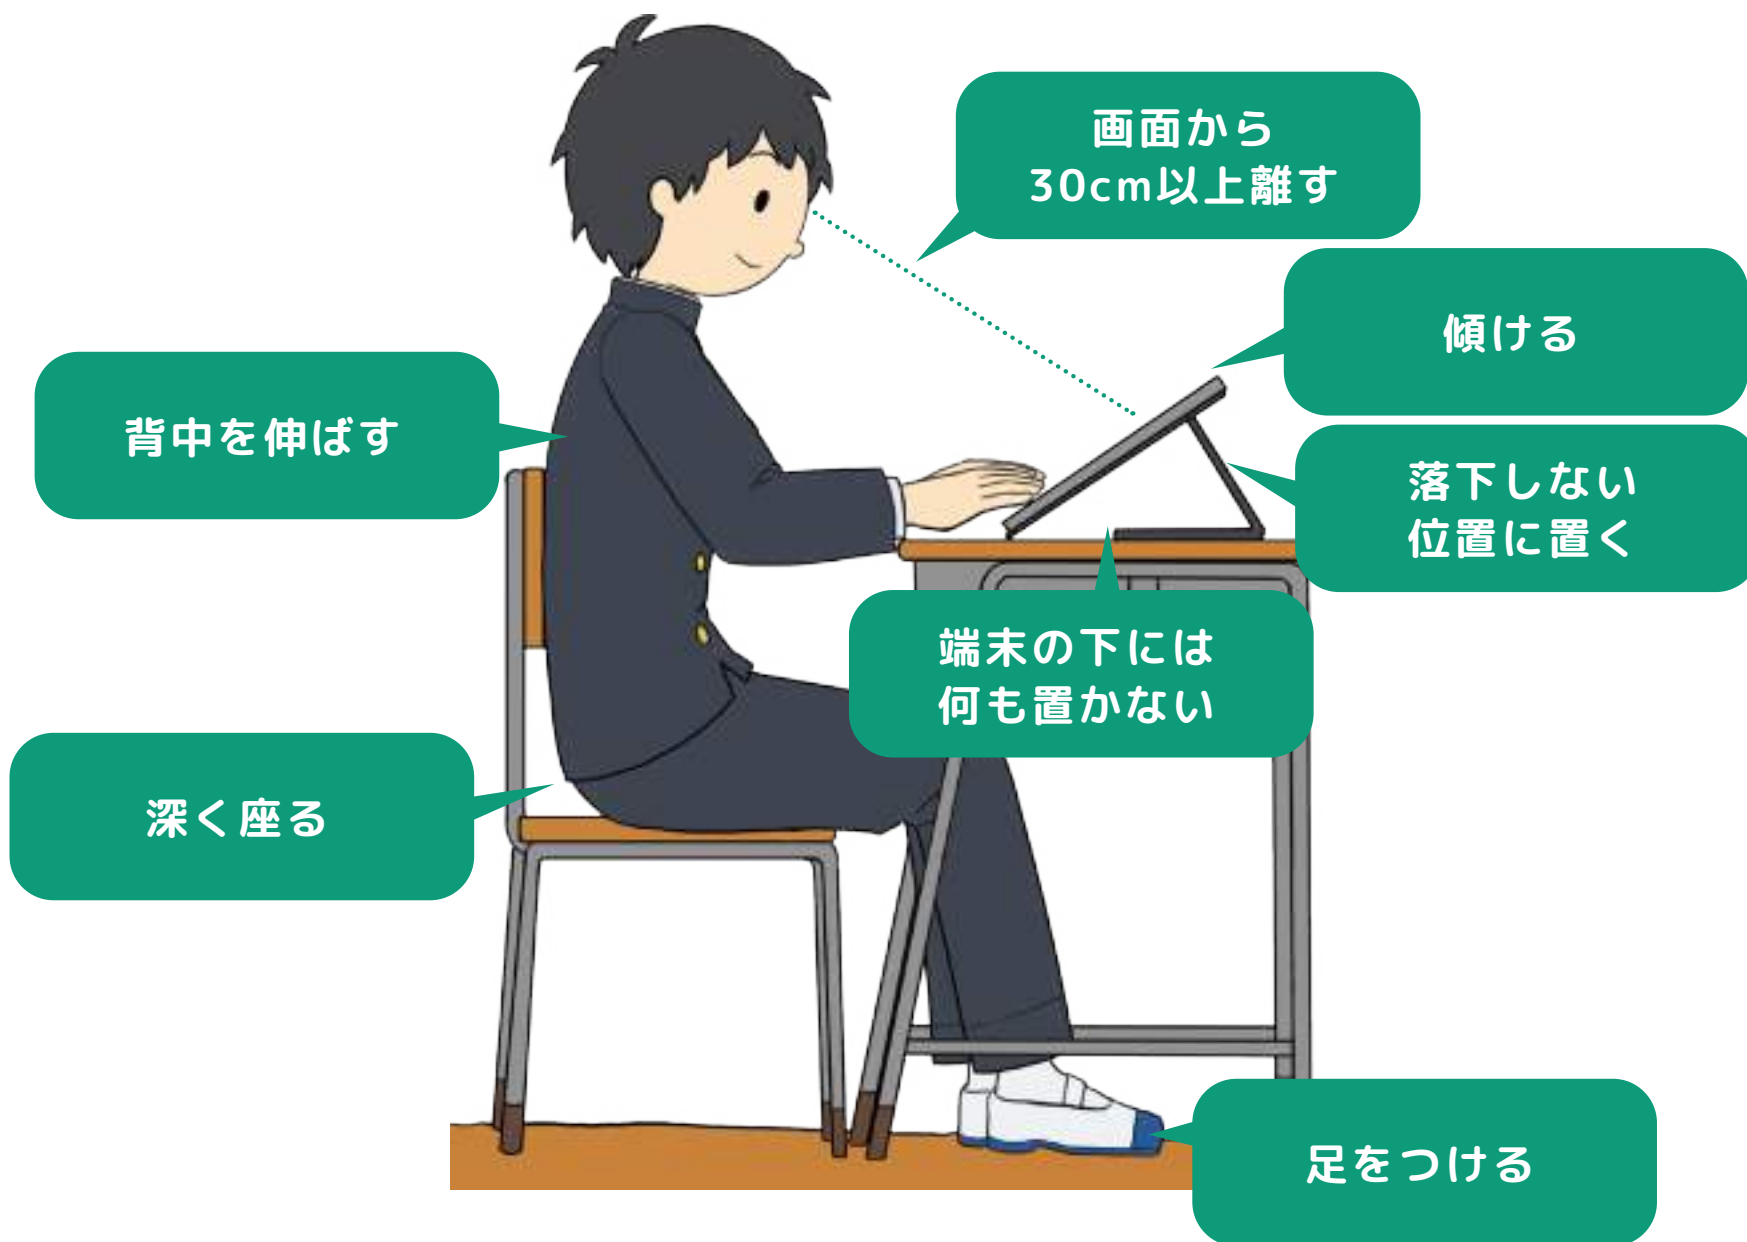 画面から
30cm以上離す
傾ける
背中を伸ばす
落下しない
位置に置く
端末の下には
何も置かない
深く座る
足をつける